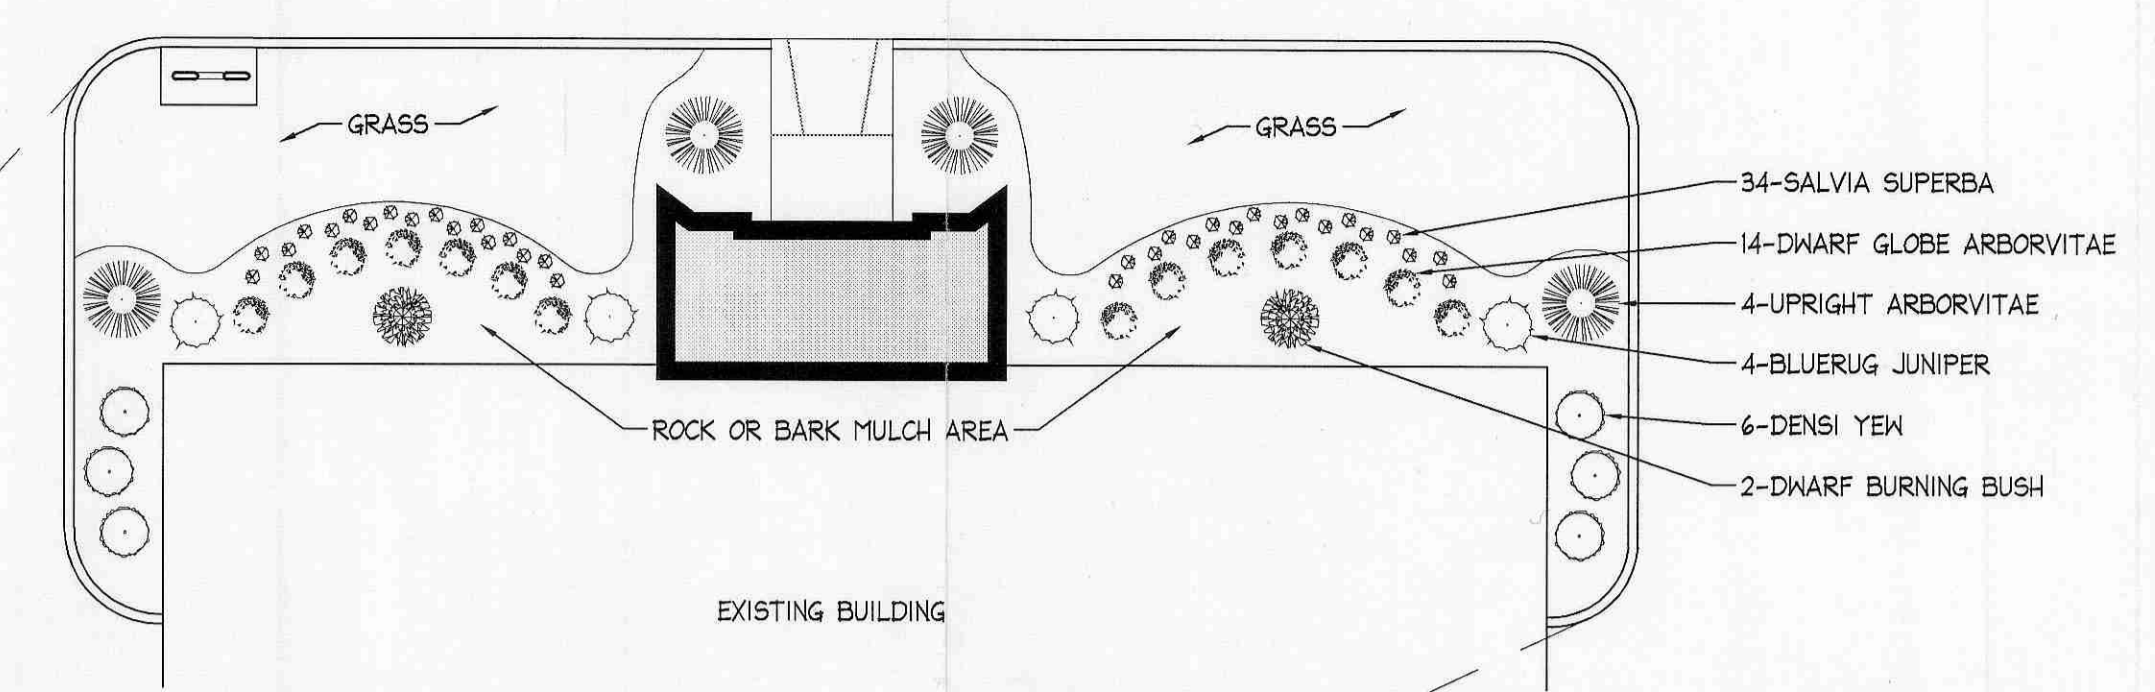 GRASS
GRASS
34-SALVIA SUPERBA
14-DWARF GLOBE ARBORVITAE
4-UPRIGHT ARBORVITAE
4-BLUERUG JUNIPER
6-DENSI YEW
ROCK OR BARK MULCH AREA
2-DWARF BURNING BUSH
EXISTING BUILDING